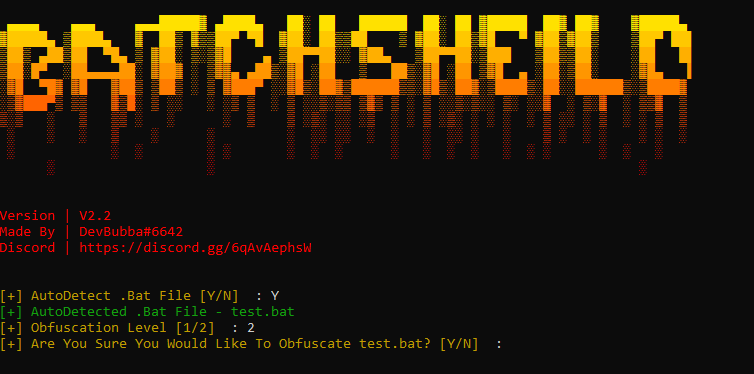 BATCHSHIELD
Version | V2.2
Made By | DevBubba#6642
Discord | https://discord.gg/6qAvAephsW
[+] AutoDetect .Bat File [Y/N]  : Y
[+] AutoDetected .Bat File - test.bat
[+] Obfuscation Level [1/2]  : 2
[+] Are You Sure You Would Like To Obfuscate test.bat? [Y/N]  :